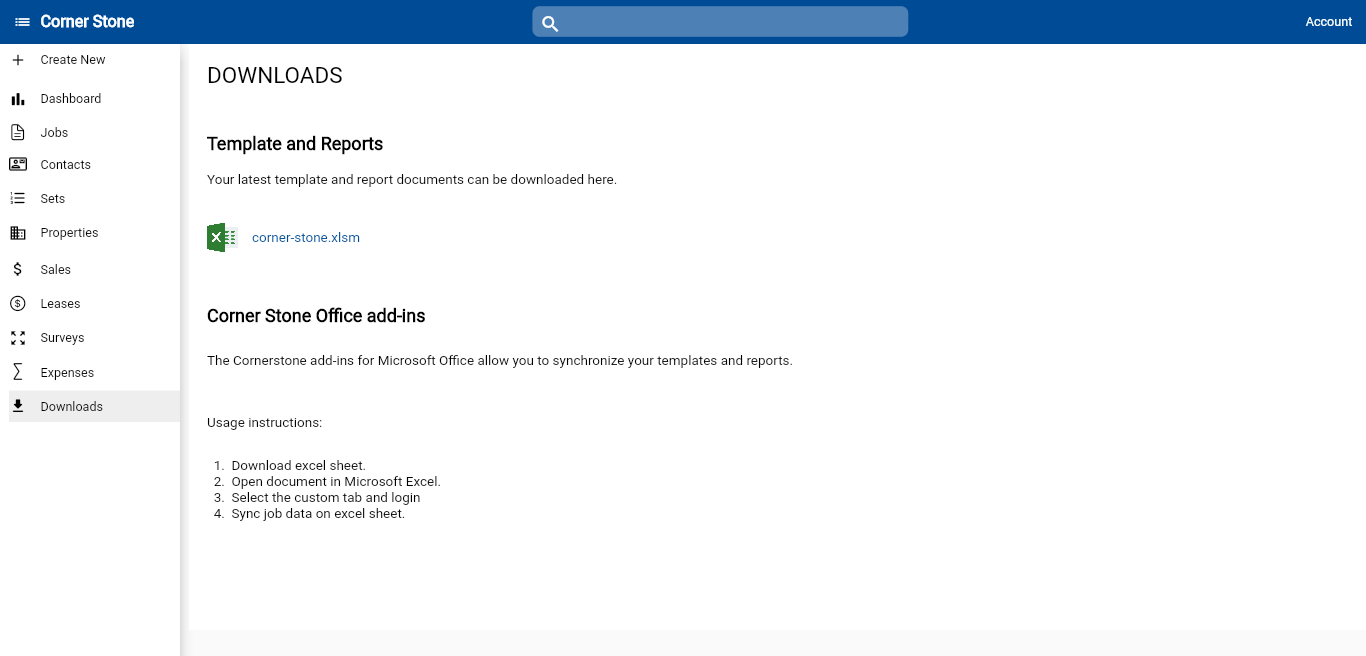 Corner Stone
Account
Create New
Dashboard
Jobs
Contacts
Sets
Properties
Sales
Leases
Surveys
Expenses
Downloads
DOWNLOADS
Template and Reports
Your latest template and report documents can be downloaded here.
corner-stone.xlsm
Corner Stone Office add-ins
The Cornerstone add-ins for Microsoft Office allow you to synchronize your templates and reports.
Usage instructions:
1. Download excel sheet.
2. Open document in Microsoft Excel.
3. Select the custom tab and login
4. Sync job data on excel sheet.